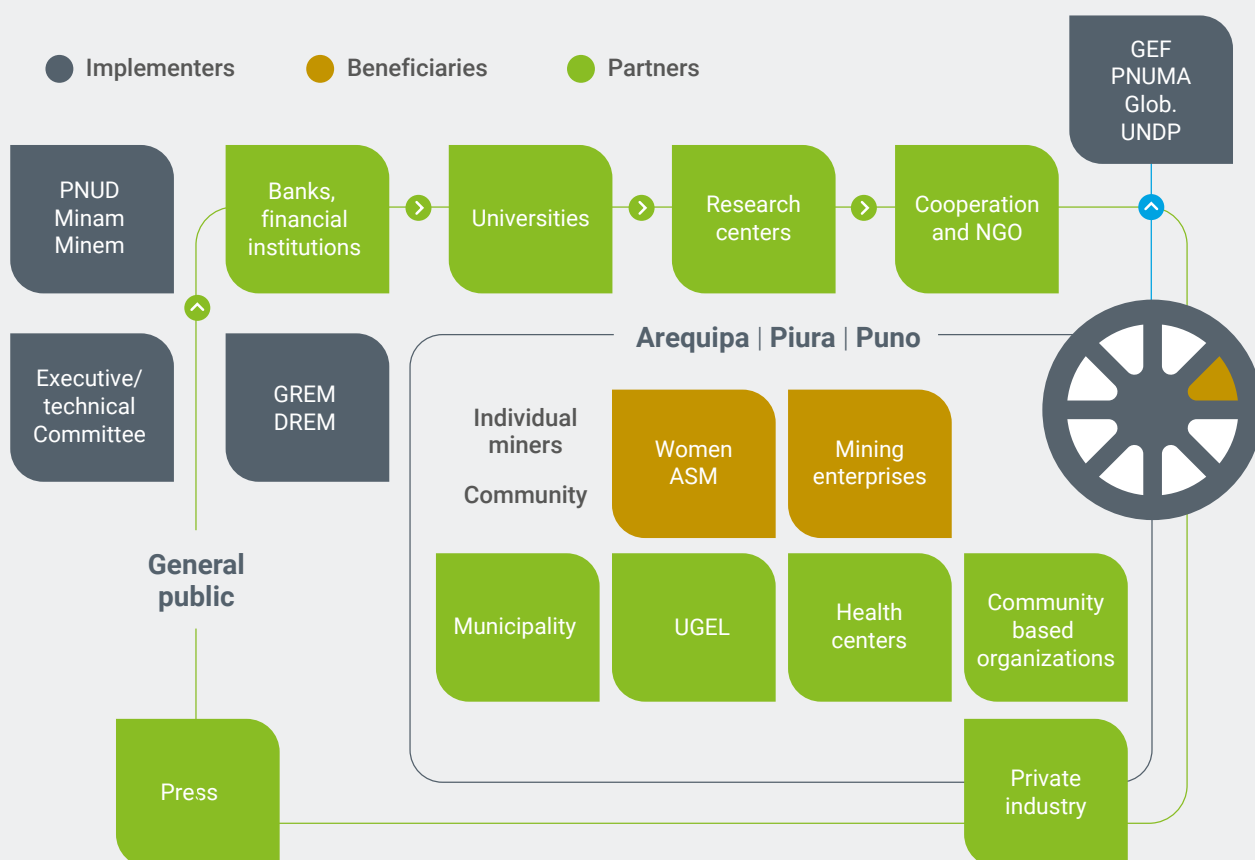 Implementers
Beneficiaries
Partners
GEF
PNUMA
Glob.
UNDP
PNUD
Minam
Minem
Banks,
financial
institutions
Universities
Research
centers
Cooperation
and NGO
Executive/
technical
Committee
GREM
DREM
Arequipa | Piura | Puno
Individual
miners
Community
Women
ASM
Mining
enterprises
General
public
Municipality
UGEL
Health
centers
Community
based
organizations
Press
Private
industry